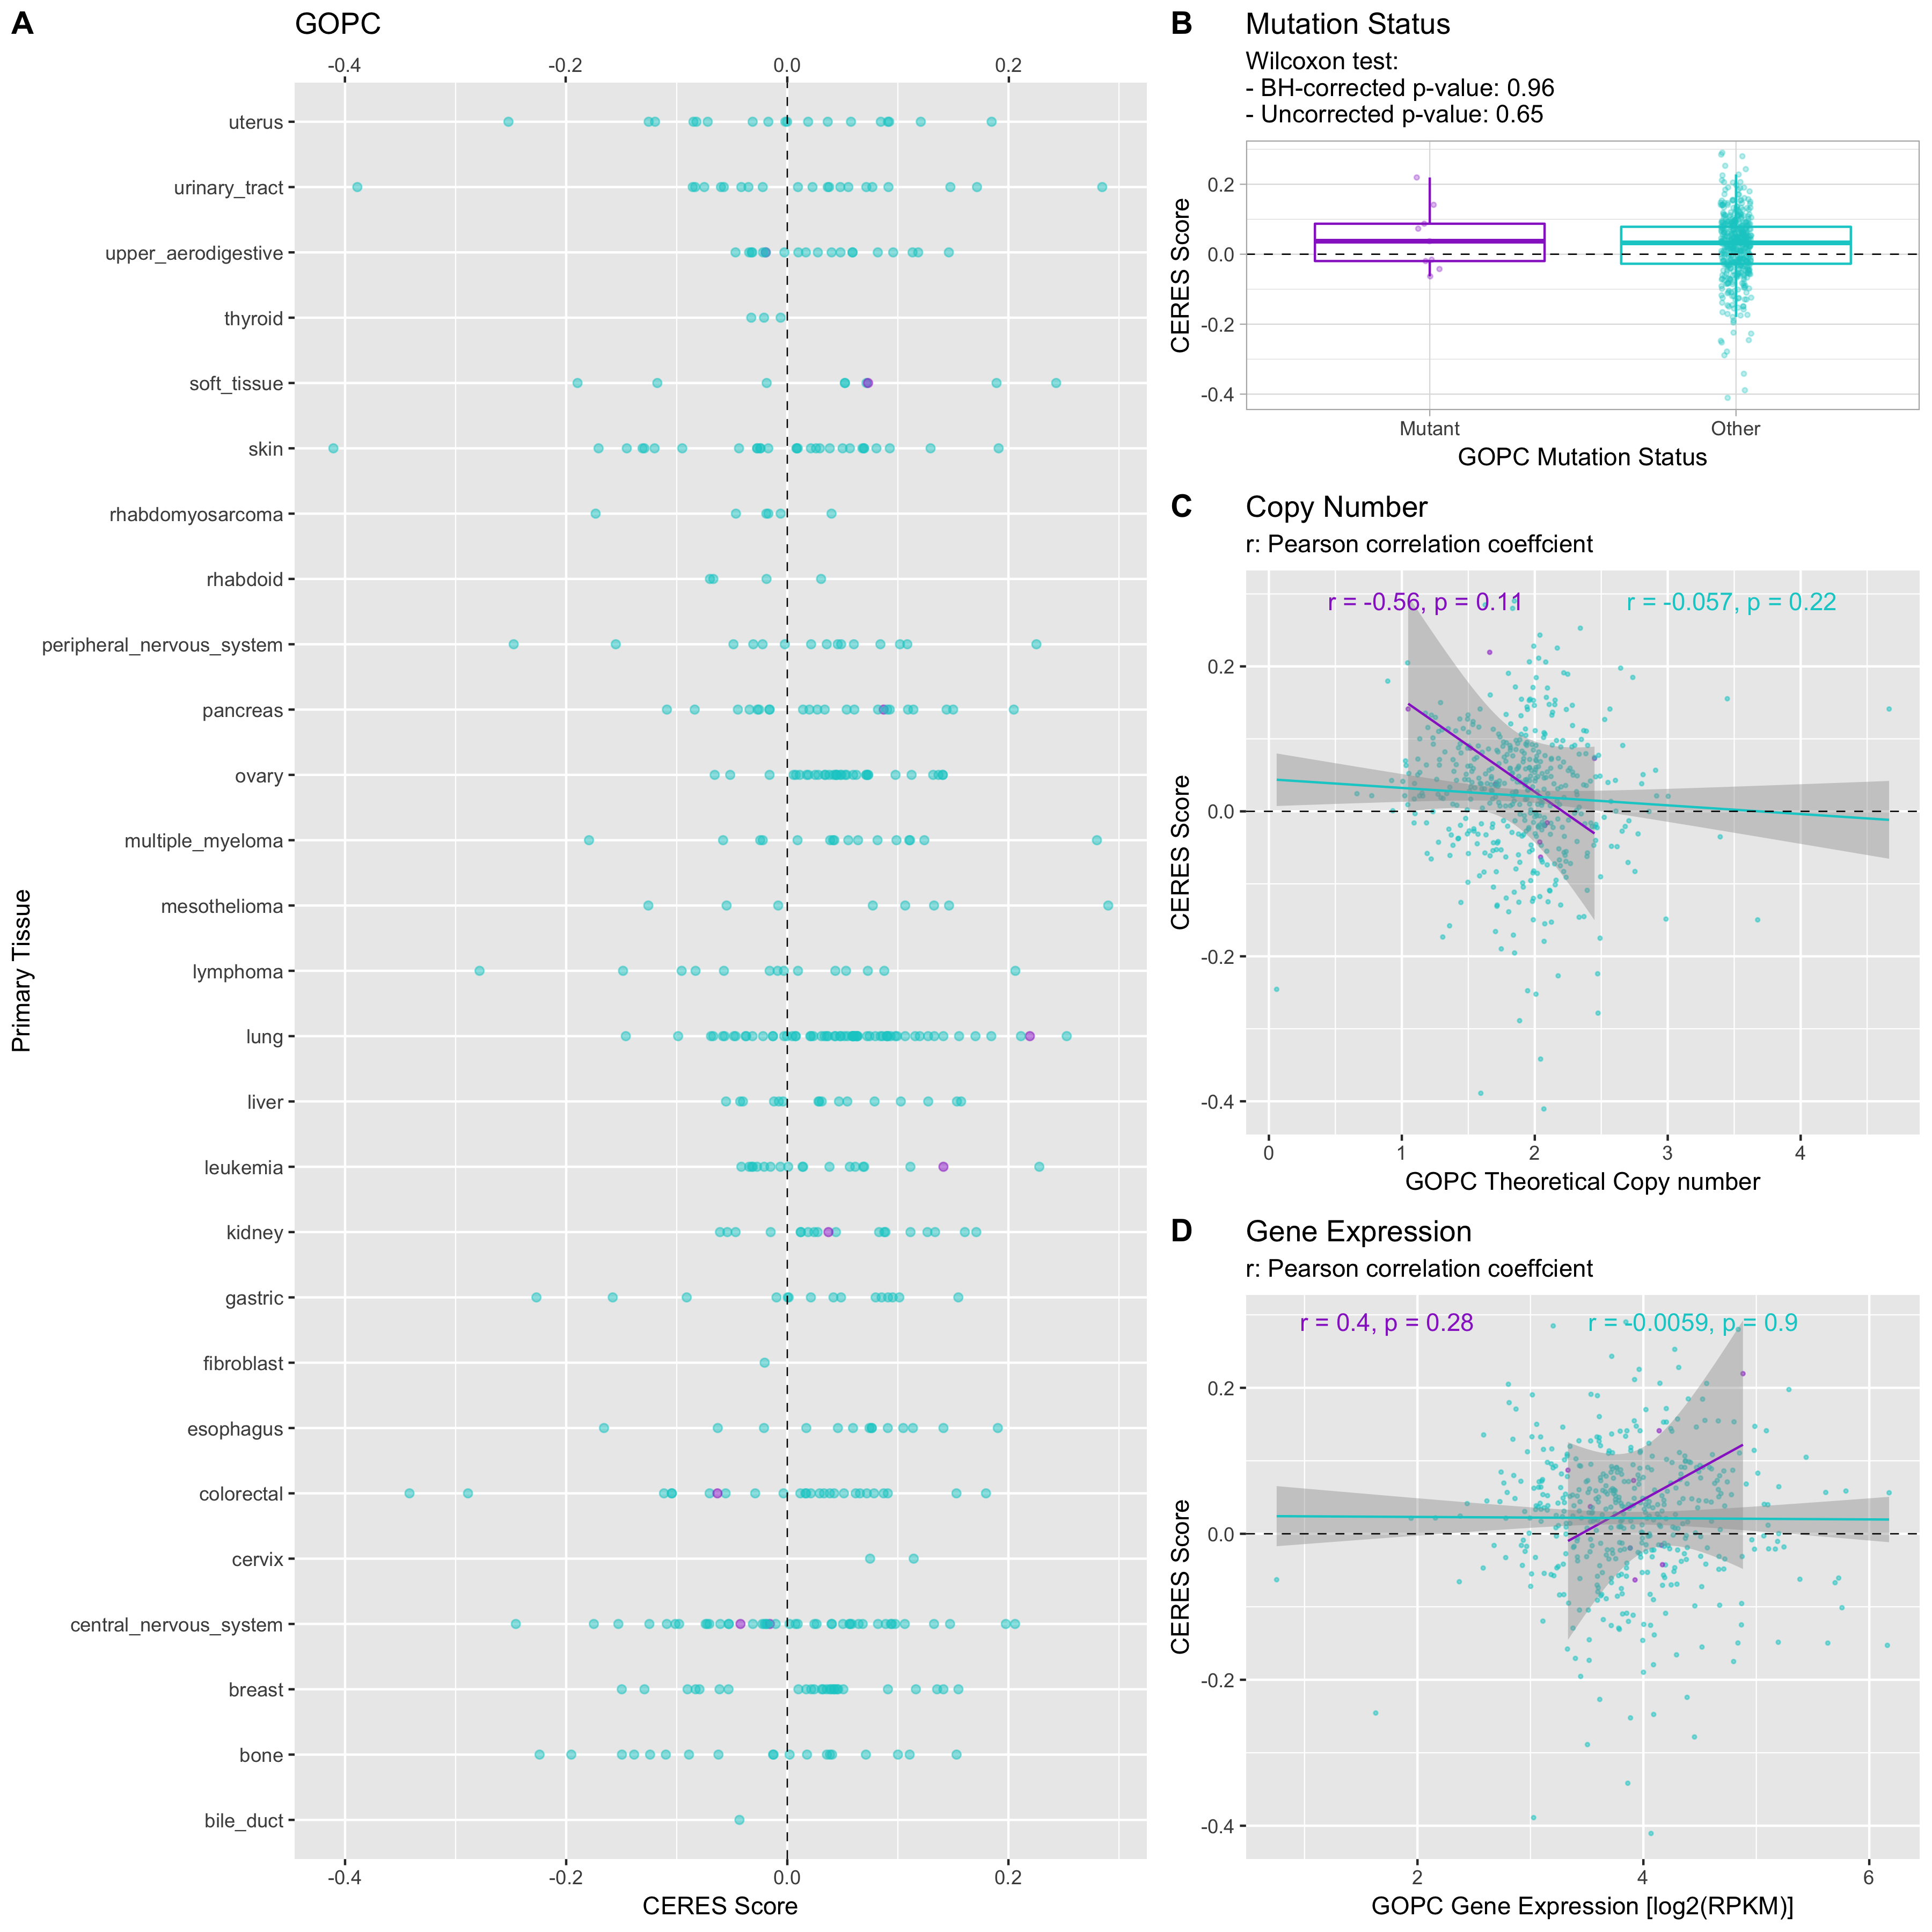 A
GOPC
-0.4 -0.2 0.0 0.2
Primary Tissue
uterus
urinary_tract
upper_aerodigestive
thyroid
soft_tissue
skin
rhabdomyosarcoma
rhabdoid
peripheral_nervous_system
pancreas
ovary
multiple_myeloma
mesothelioma
lymphoma
lung
liver
leukemia
kidney
gastric
fibroblast
esophagus
colorectal
cervix
central_nervous_system
breast
bone
bile_duct
-0.4 -0.2 0.0 0.2
CERES Score
B
Mutation Status
Wilcoxon test:
- BH-corrected p-value: 0.96
- Uncorrected p-value: 0.65
CERES Score
0.2
0.0
-0.2
-0.4
Mutant Other
GOPC Mutation Status
C
Copy Number
r: Pearson correlation coeffcient
r = -0.56, p = 0.11 r = -0.057, p = 0.22
CERES Score
0.2
0.0
-0.2
-0.4
0 1 2 3 4
GOPC Theoretical Copy number
D
Gene Expression
r: Pearson correlation coeffcient
r = 0.4, p = 0.28 r = -0.0059, p = 0.9
CERES Score
0.2
0.0
-0.2
-0.4
2 4 6
GOPC Gene Expression [log2(RPKM)]